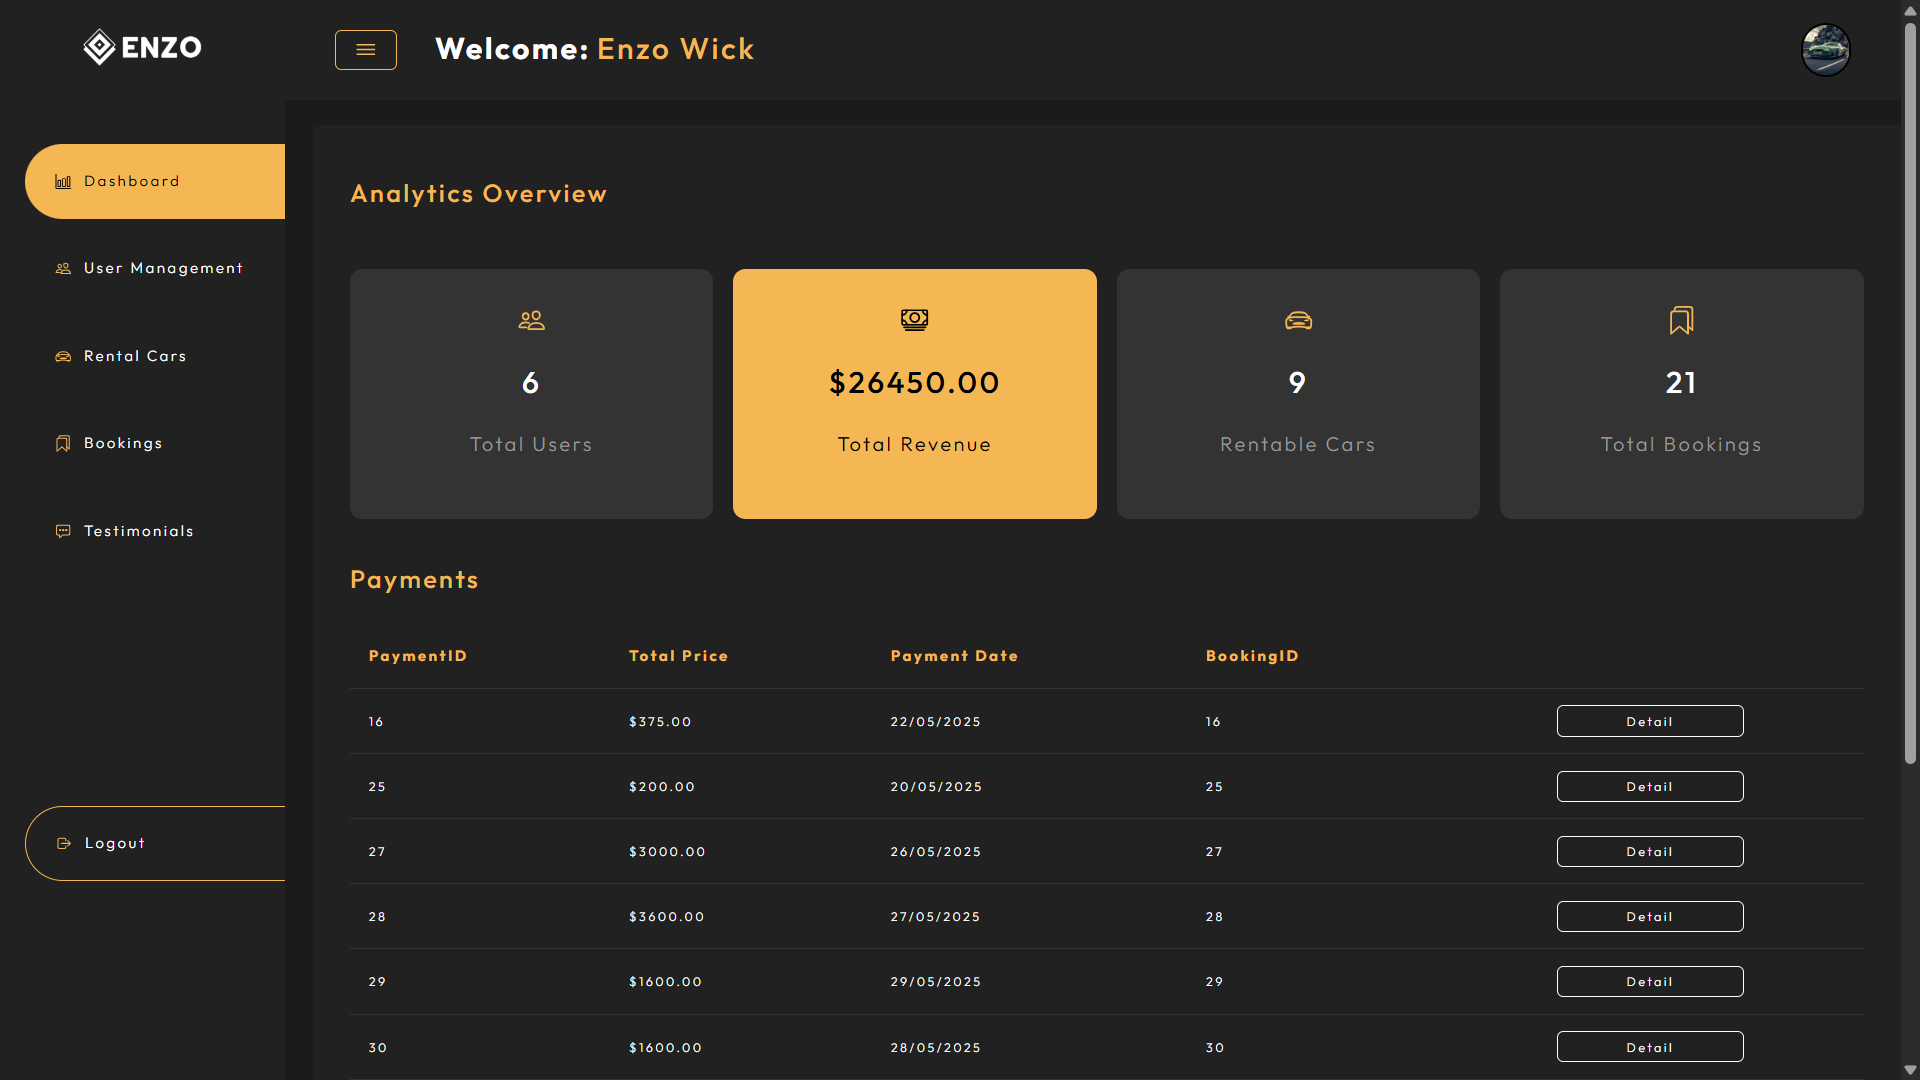 ENZO
Welcome: Enzo Wick
Dashboard
User Management
Rental Cars
Bookings
Testimonials
Logout
Analytics Overview
6
Total Users
$26450.00
Total Revenue
9
Rentable Cars
21
Total Bookings
Payments
PaymentID Total Price Payment Date BookingID
16 $375.00 22/05/2025 16 Detail
25 $200.00 20/05/2025 25 Detail
27 $3000.00 26/05/2025 27 Detail
28 $3600.00 27/05/2025 28 Detail
29 $1600.00 29/05/2025 29 Detail
30 $1600.00 28/05/2025 30 Detail